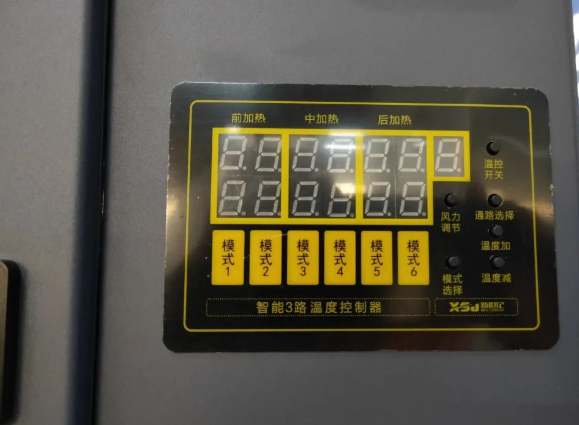 前加热 中加热 后加热
温控
开关
风力
调节
通路选择
温度加
模式
选择
温度减
模式1
模式2
模式3
模式4
模式5
模式6
智能3路温度控制器
XSJ